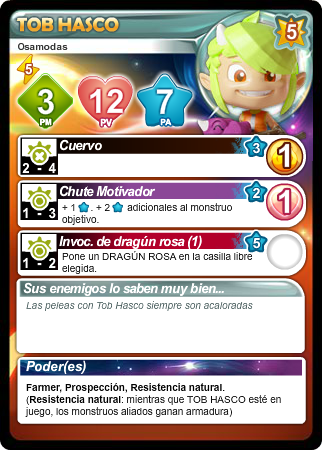 TOB HASCO
5
Osamodas
5
3
PM
12
PV
7
PA
Cuervo
3
1
2 - 4
Chute Motivador
2
1
1 - 3
+ 1 . + 2 adicionales al monstruo
objetivo.
Invoc. de dragún rosa (1)
5
1 - 2
Pone un DRAGÚN ROSA en la casilla libre
elegida.
Sus enemigos lo saben muy bien...
Las peleas con Tob Hasco siempre son acaloradas
Poder(es)
Farmer, Prospección, Resistencia natural.
(Resistencia natural: mientras que TOB HASCO esté en
juego, los monstruos aliados ganan armadura)